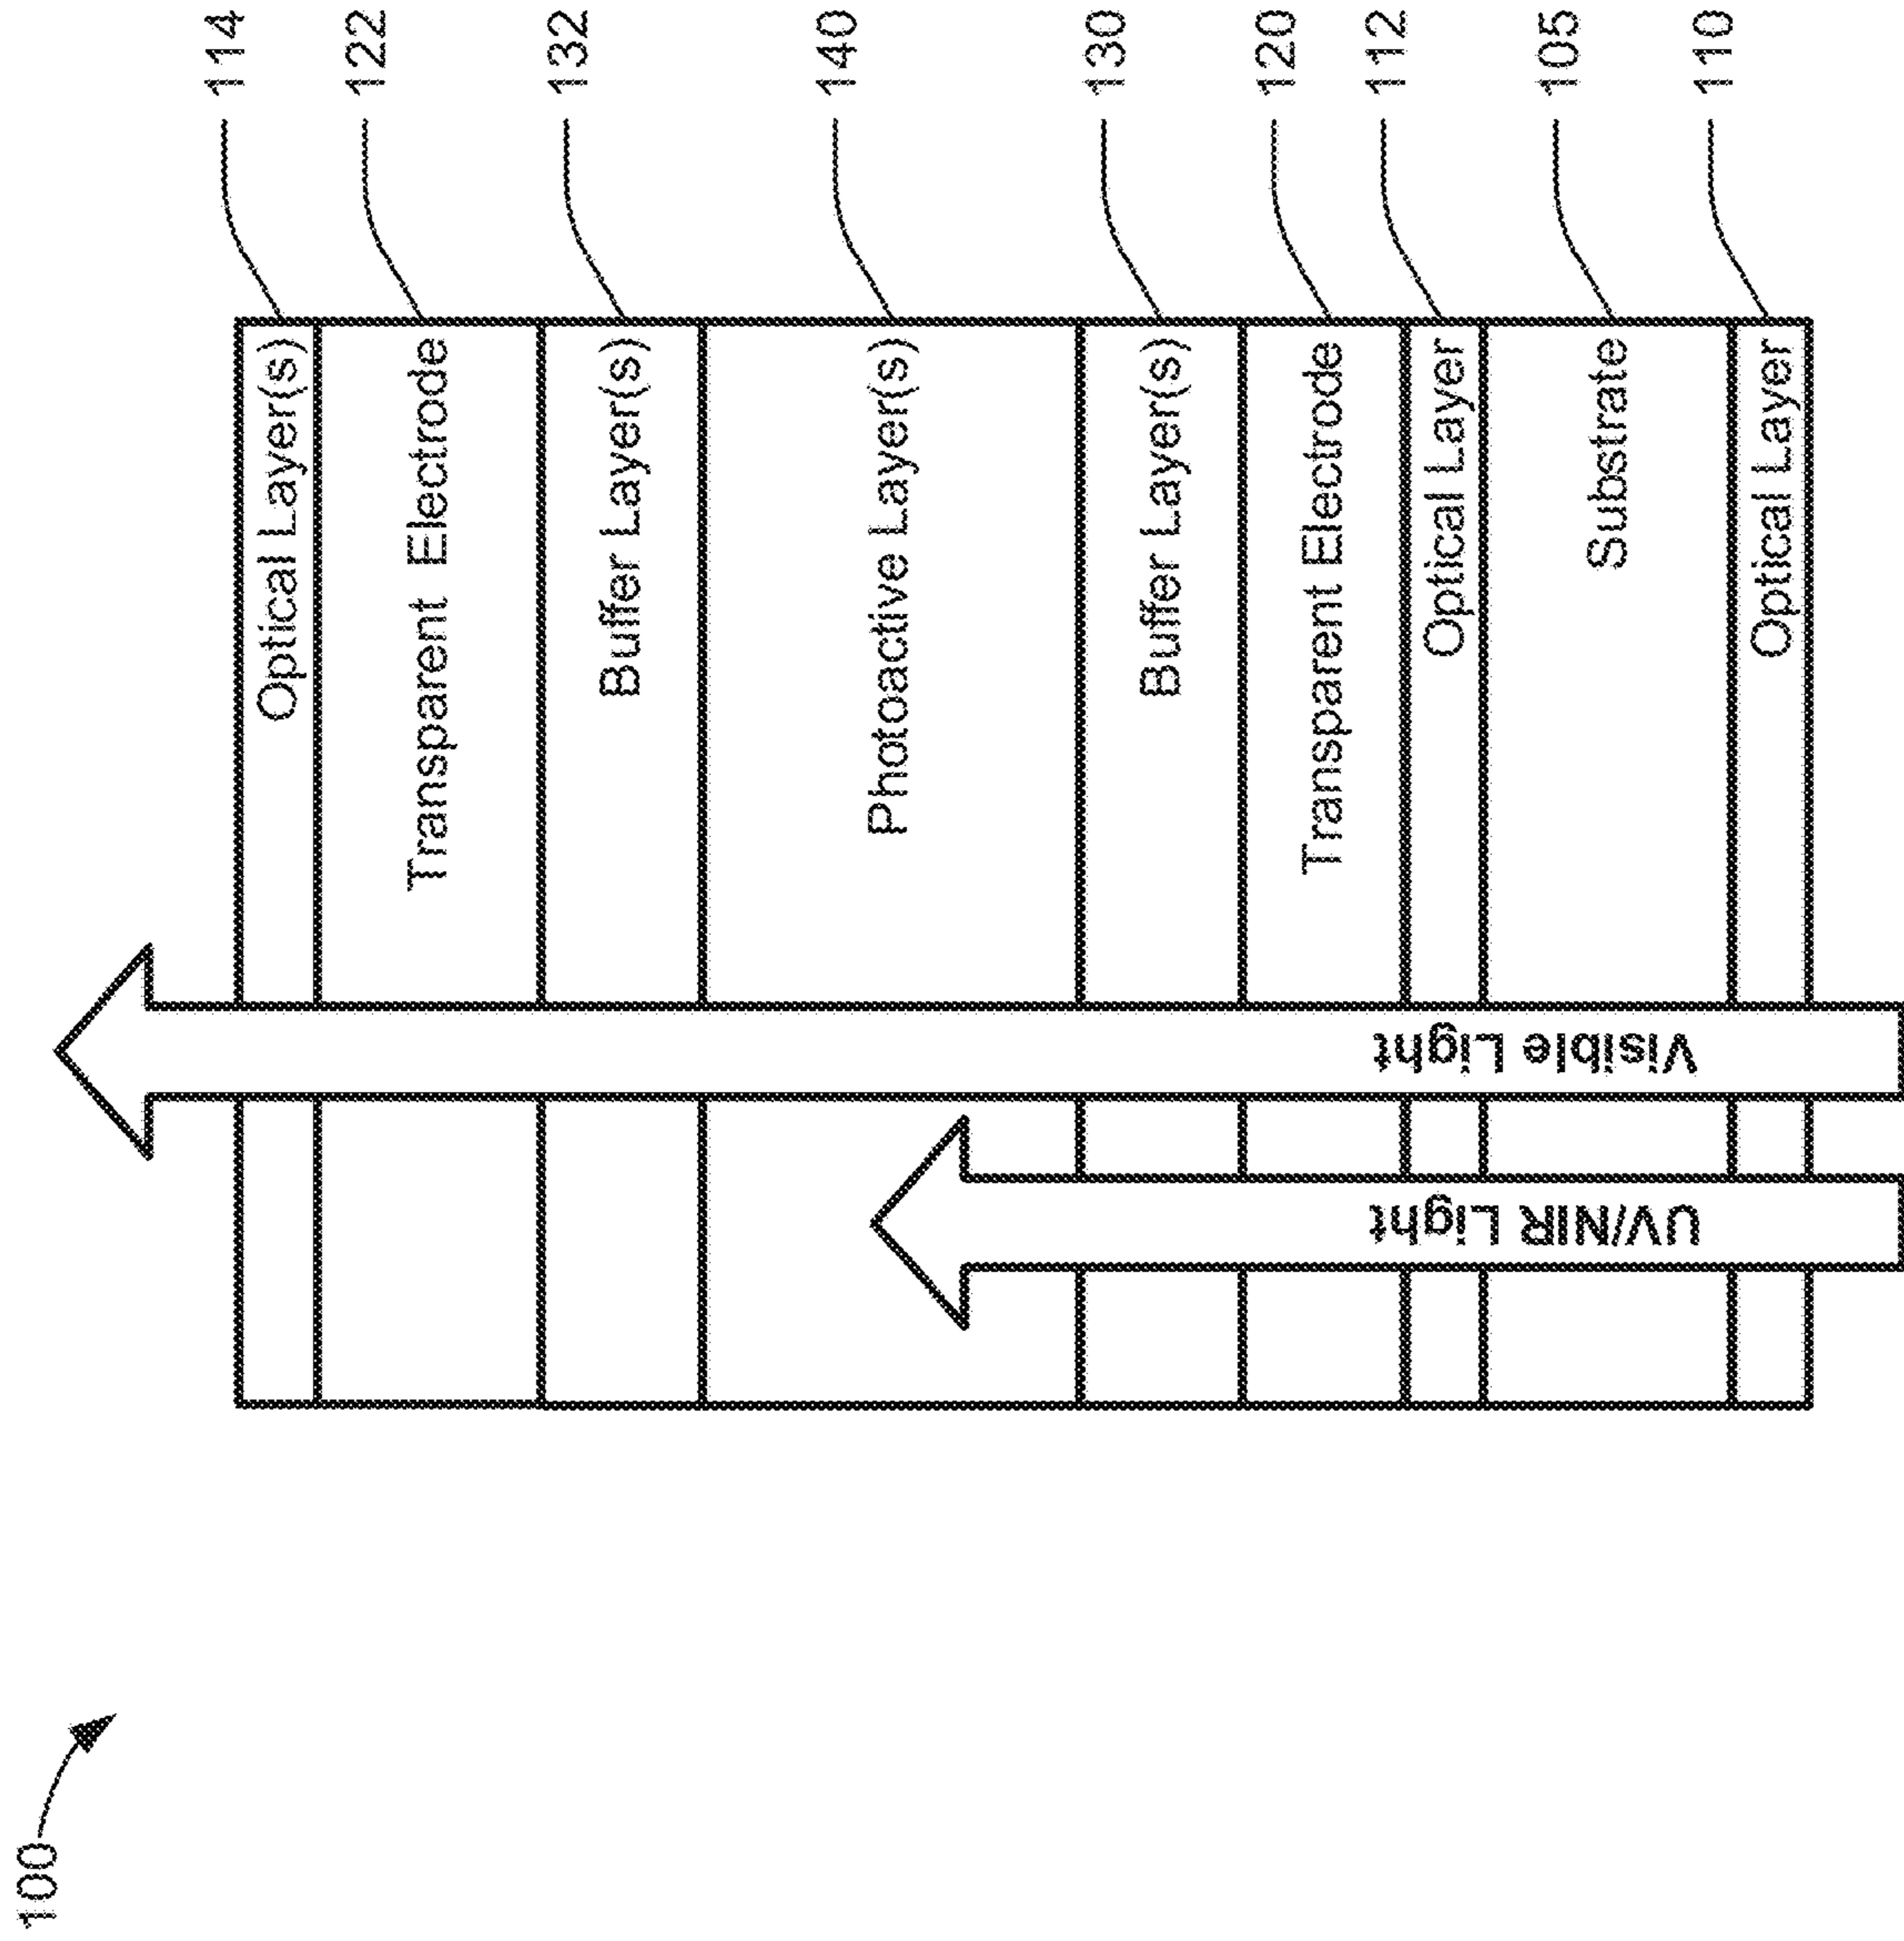 100
Optical Layer(s)
114
Transparent Electrode
122
Buffer Layer(s)
132
Photoactive Layer(s)
140
Buffer Layer(s)
130
Transparent Electrode
120
Optical Layer
112
Substrate
105
Optical Layer
110
Visible Light
UV/NIR Light